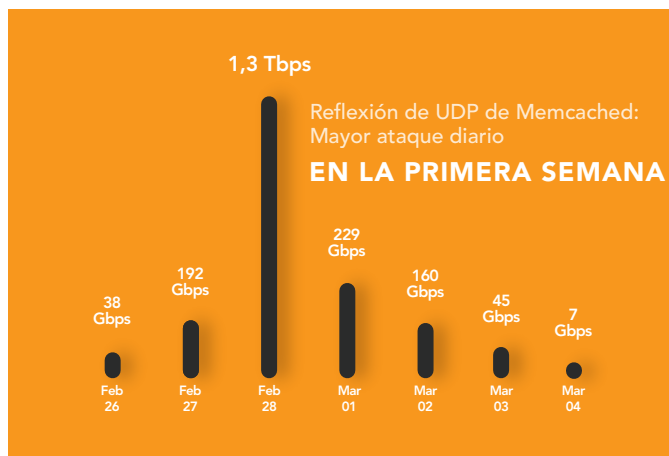 1,3 Tbps
Reflexión de UDP de Memcached:
Mayor ataque diario
EN LA PRIMERA SEMANA
38
Gbps
192
Gbps
229
Gbps
160
Gbps
45
Gbps
7
Gbps
Feb
26
Feb
27
Feb
28
Mar
01
Mar
02
Mar
03
Mar
04